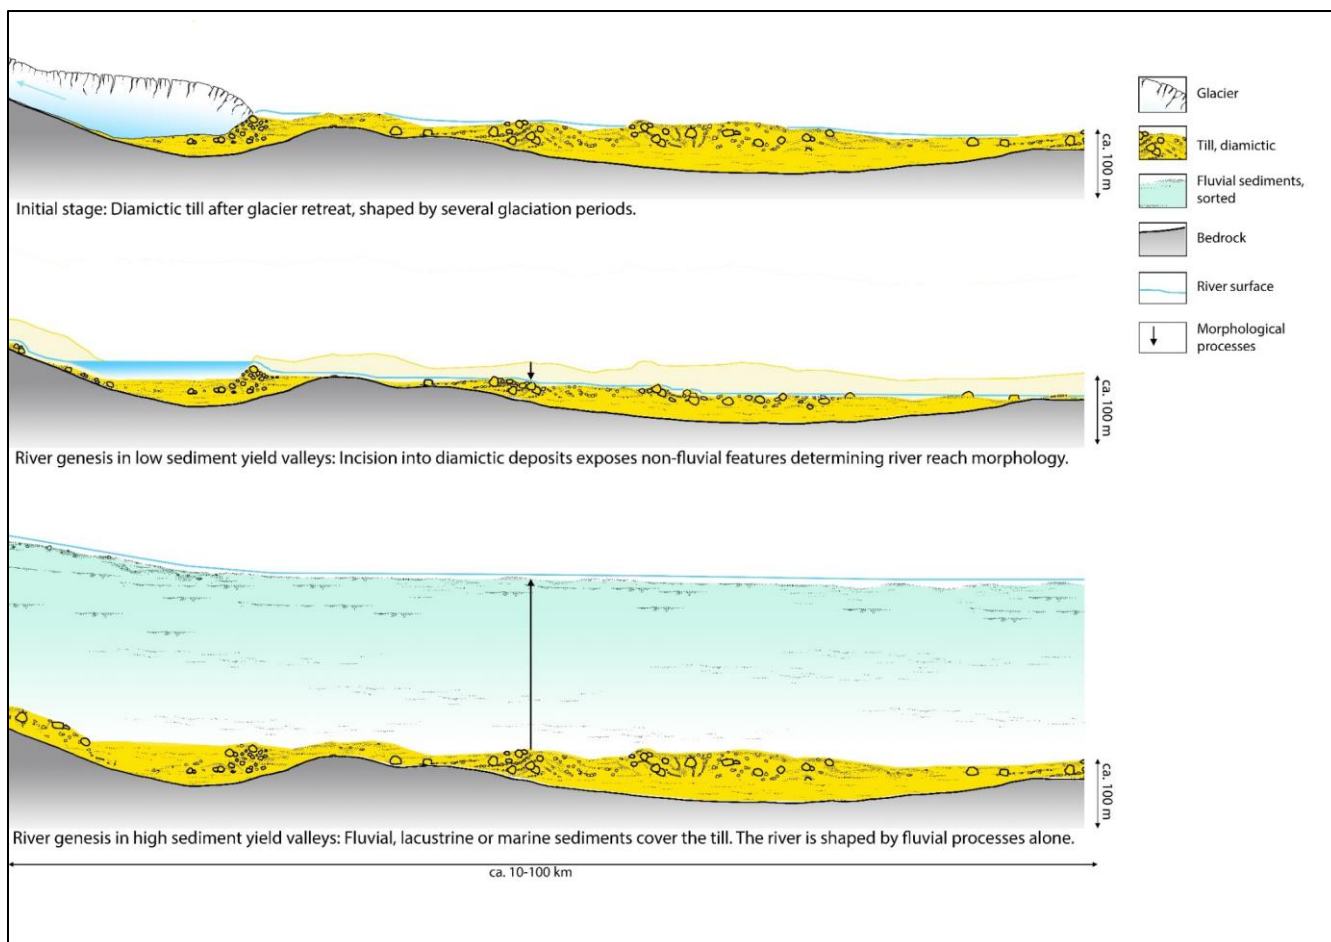 Glacier
Till, diamictic
Fluvial sediments,
sorted
Bedrock
River surface
Morphological
processes
ca. 100 m
Initial stage: Diamictic till after glacier retreat, shaped by several glaciation periods.
ca. 100 m
River genesis in low sediment yield valleys: Incision into diamictic deposits exposes non-fluvial features determining river reach morphology.
ca. 100 m
River genesis in high sediment yield valleys: Fluvial, lacustrine or marine sediments cover the till. The river is shaped by fluvial processes alone.
ca. 10-100 km